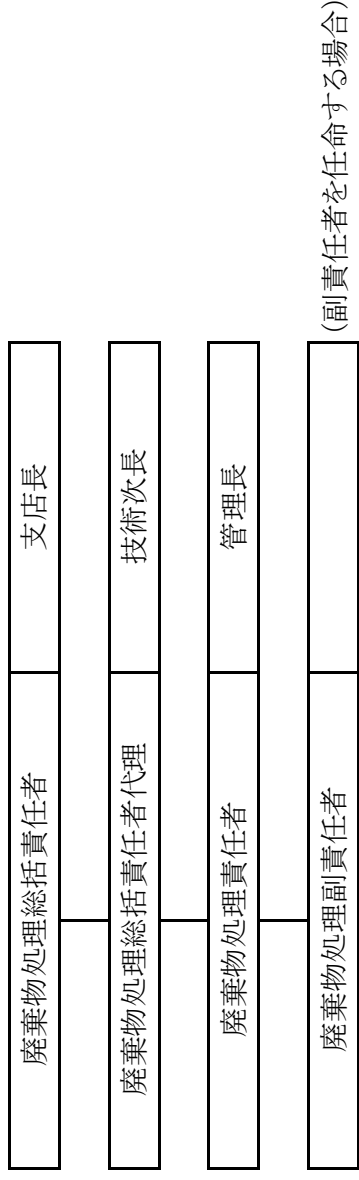 廃棄物処理総括責任者 支店長
廃棄物処理総括責任者代理 技術次長
廃棄物処理責任者 管理長
廃棄物処理副責任者 (副責任者を任命する場合)